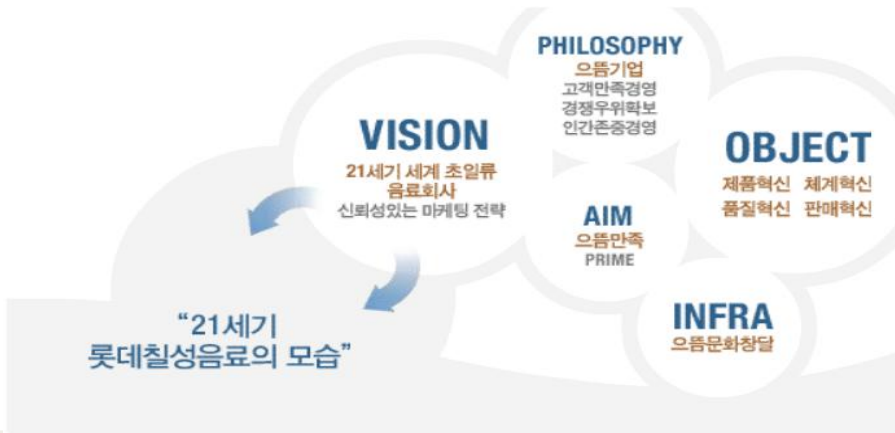 PHILOSOPHY
으뜸기업
고객만족경영
경쟁우위확보
인간존중경영
VISION
21세기 세계 초일류
음료회사
신뢰성있는 마케팅 전략
OBJECT
제품혁신 체계혁신
품질혁신 판매혁신
AIM
으뜸만족
PRIME
INFRA
으뜸문화창달
“21세기
롯데칠성음료의 모습”